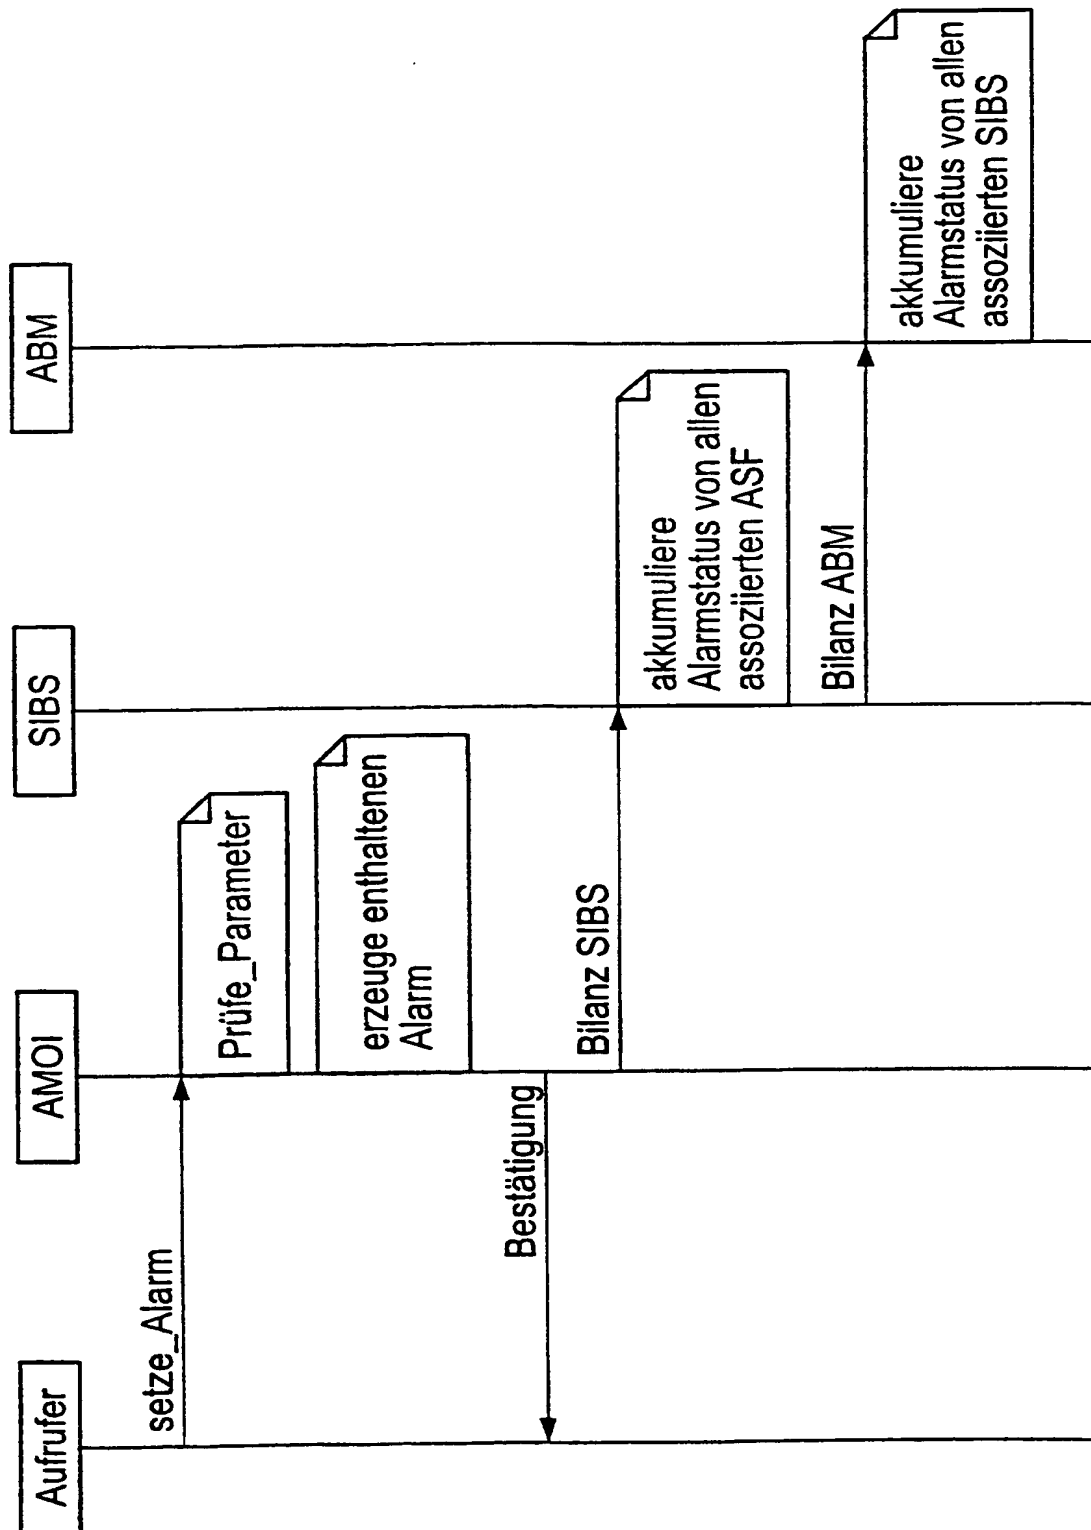 Aufrufer
AMOI
SIBS
ABM
setze_Alarm
Prüfe_Parameter
erzeuge enthaltenen
Alarm
Bestätigung
Bilanz SIBS
akkumuliere
Alarmstatus von allen
assoziierten ASF
Bilanz ABM
akkumuliere
Alarmstatus von allen
assoziierten SIBS